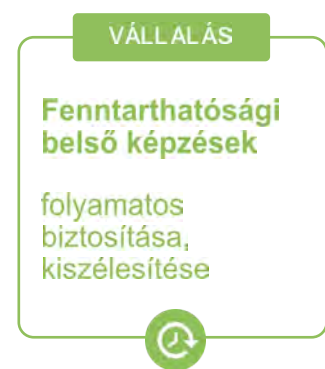 VÁLLALÁS
Fenntarthatósági
belső képzések
folyamatos
biztosítása,
kiszélesítése